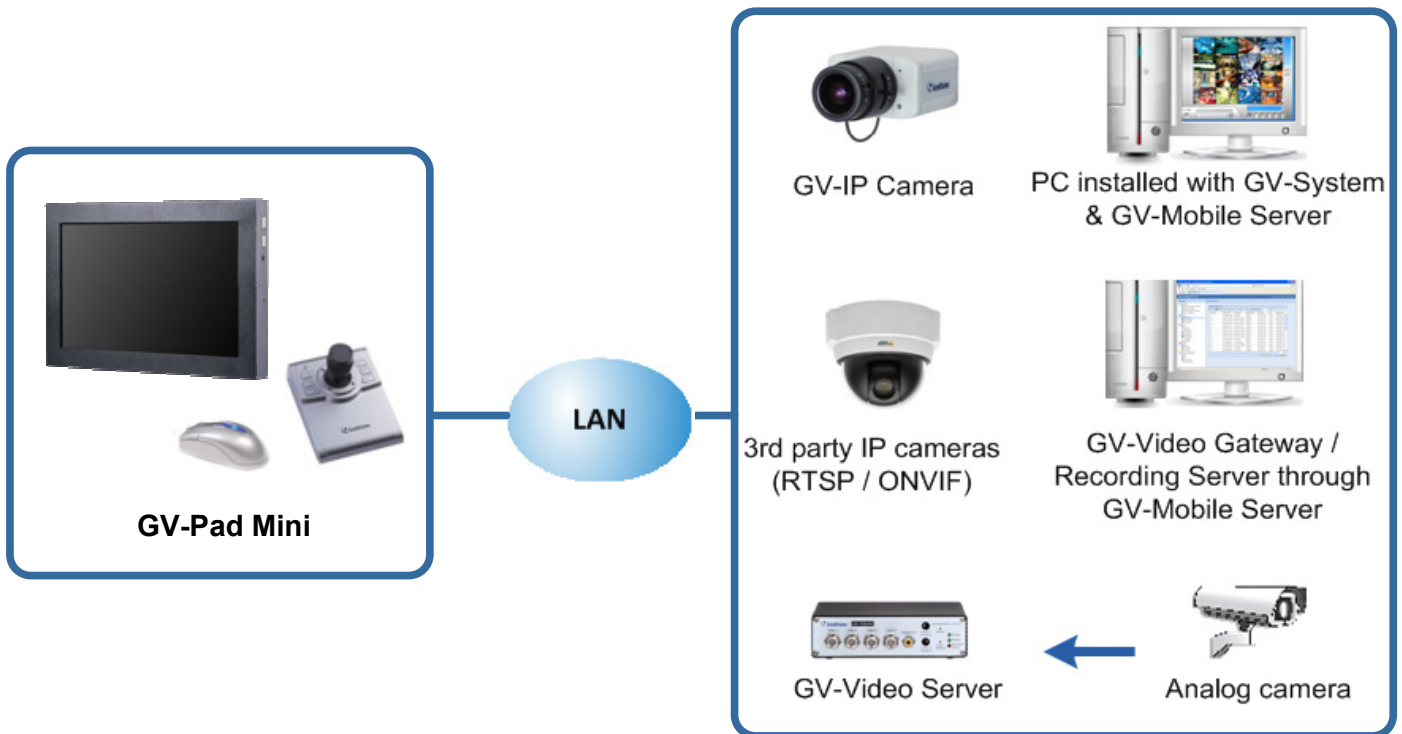 GV-Pad Mini
LAN
GV-IP Camera
PC installed with GV-System
& GV-Mobile Server
3rd party IP cameras
(RTSP / ONVIF)
GV-Video Gateway /
Recording Server through
GV-Mobile Server
GV-Video Server
Analog camera